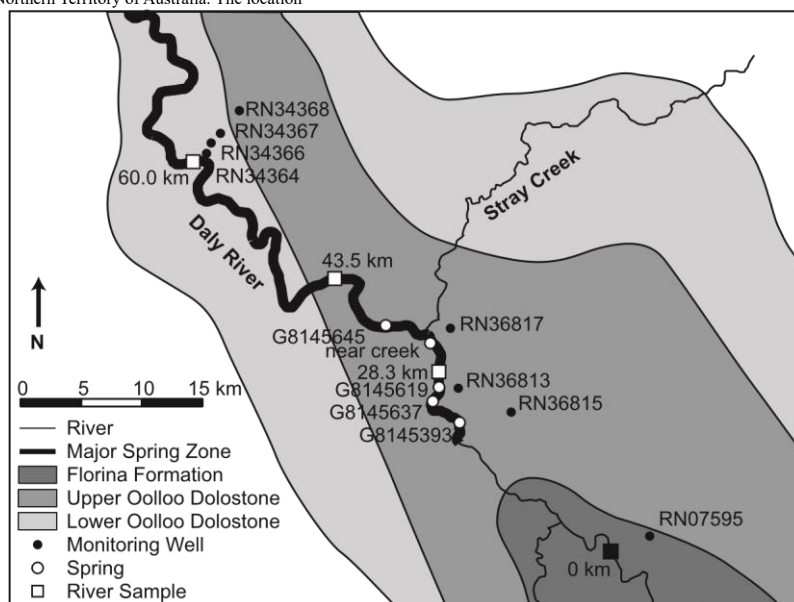 Northern Territory of Australia. The location
RN34368
RN34367
RN34366
60.0 km
RN34364
Stray Creek
Daly River
43.5 km
N
G8145645
RN36817
near creek
28.3 km
0 5 10 15 km
G8145619
RN36813
G8145637
RN36815
G8145393
River
Major Spring Zone
Florina Formation
Upper Oolloo Dolostone
Lower Oolloo Dolostone
Monitoring Well
Spring
River Sample
RN07595
0 km